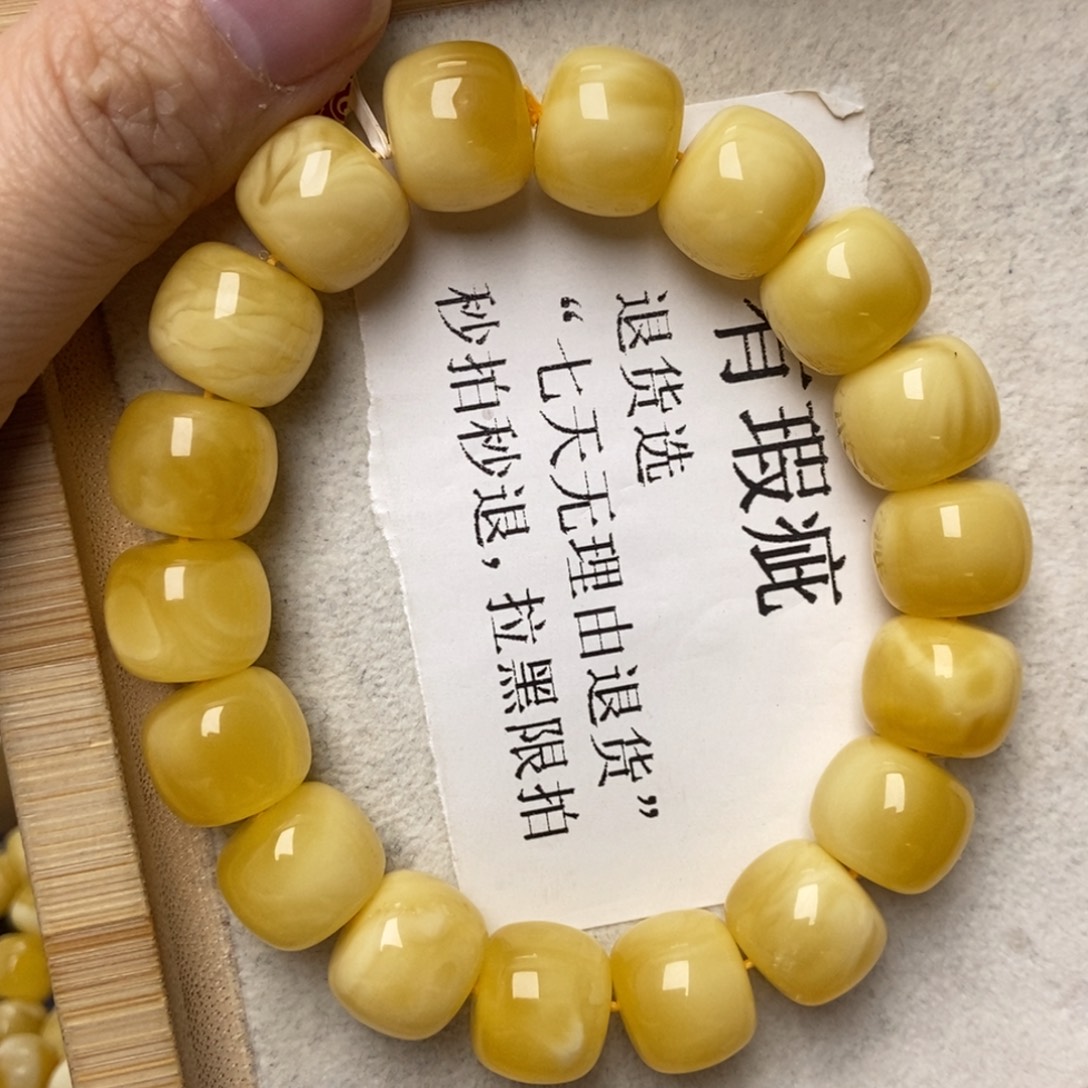 有瑕疵
退货选
“七天无理由退货”
秒拍秒退，拉黑限拍